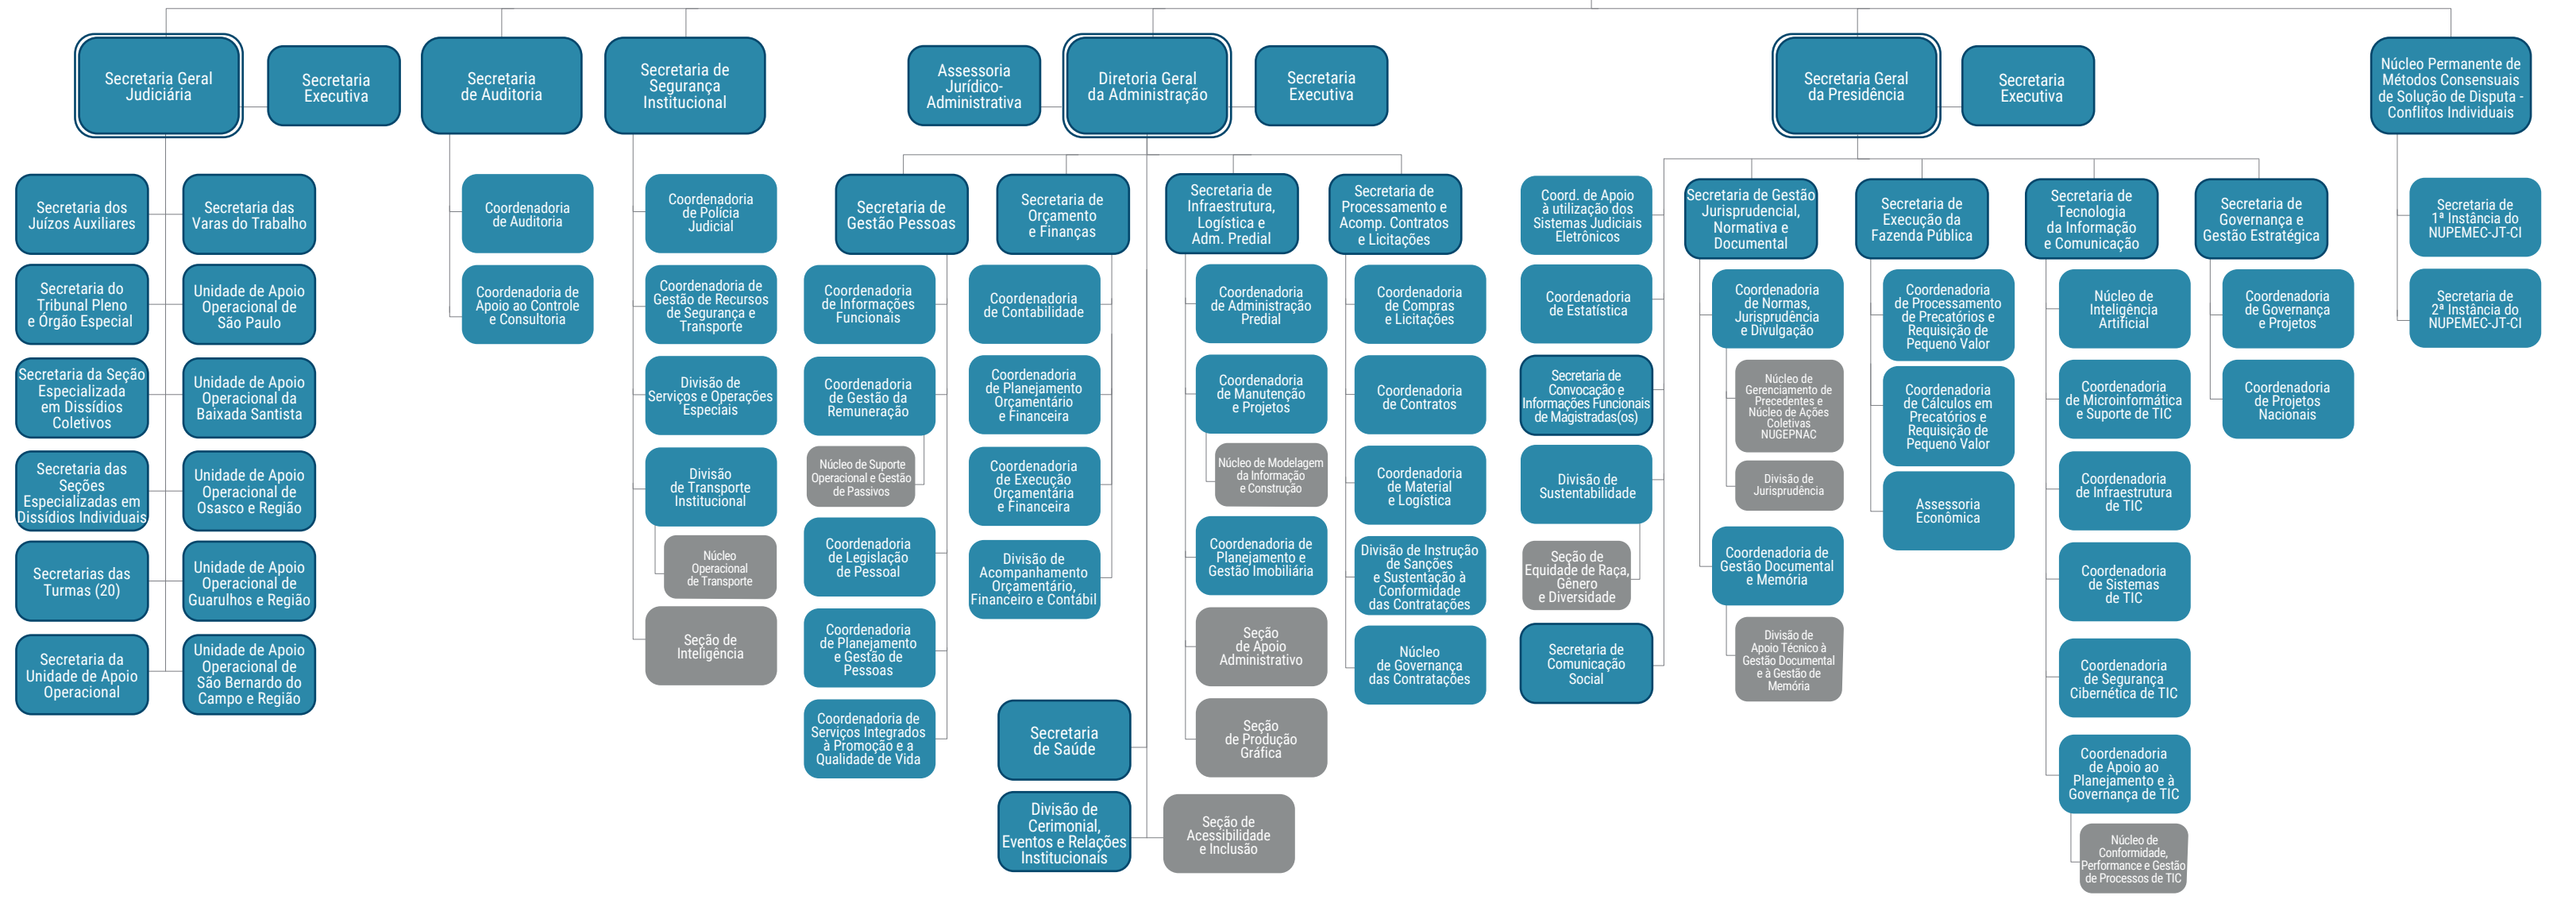 Secretaria Geral
Judiciária
Secretaria
Executiva
Secretaria dos
Juízos Auxiliares
Secretaria das
Varas do Trabalho
Secretaria do
Tribunal Pleno
e Órgão Especial
Unidade de Apoio
Operacional de
São Paulo
Secretaria da Seção
Especializada
em Dissídios
Coletivos
Unidade de Apoio
Operacional da
Baixada Santista
Secretaria das
Seções
Especializadas em
Dissídios Individuais
Unidade de Apoio
Operacional de
Osasco e Região
Secretarias das
Turmas (20)
Unidade de Apoio
Operacional de
Guarulhos e Região
Secretaria da
Unidade de Apoio
Operacional
Unidade de Apoio
Operacional de
São Bernardo do
Campo e Região
Secretaria
de Auditoria
Coordenadoria
de Auditoria
Coordenadoria de
Apoio ao Controle
e Consultoria
Secretaria de
Segurança
Institucional
Coordenadoria
de Polícia
Judicial
Coordenadoria de
Gestão de Recursos
de Segurança e
Transporte
Divisão de
Serviços e Operações
Especiais
Divisão
de Transporte
Institucional
Núcleo
Operacional
de Transporte
Seção de
Inteligência
Assessoria
Jurídico-
Administrativa
Diretoria Geral
da Administração
Secretaria
Executiva
Secretaria de
Gestão Pessoas
Coordenadoria
de Informações
Funcionais
Coordenadoria
de Gestão da
Remuneração
Núcleo de Suporte
Operacional e Gestão
de Passivos
Coordenadoria
de Legislação
de Pessoal
Coordenadoria
de Planejamento
e Gestão de
Pessoas
Coordenadoria de
Serviços Integrados
à Promoção e a
Qualidade de Vida
Secretaria de
Orçamento
e Finanças
Coordenadoria
de Contabilidade
Coordenadoria
de Planejamento
Orçamentário
e Financeira
Coordenadoria
de Execução
Orçamentária
e Financeira
Divisão de
Acompanhamento
Orçamentário,
Financeiro e Contábil
Secretaria de
Infraestrutura,
Logística e
Adm. Predial
Coordenadoria
de Administração
Predial
Coordenadoria
de Manutenção
e Projetos
Núcleo de Modelagem
da Informação
e Construção
Coordenadoria de
Planejamento e
Gestão Imobiliária
Seção
de Apoio
Administrativo
Seção
de Produção
Gráfica
Secretaria de
Processamento e
Acomp. Contratos
e Licitações
Coordenadoria
de Compras
e Licitações
Coordenadoria
de Contratos
Coordenadoria
de Material
e Logística
Divisão de Instrução
de Sanções
e Sustentação à
Conformidade
das Contratações
Núcleo
de Governança
das Contratações
Secretaria
de Saúde
Divisão de
Cerimonial,
Eventos e Relações
Institucionais
Seção de
Acessibilidade
e Inclusão
Secretaria Geral
da Presidência
Secretaria
Executiva
Coord. de Apoio
à utilização dos
Sistemas Judiciais
Eletrônicos
Coordenadoria
de Estatística
Secretaria de
Convocação e
Informações Funcionais
de Magistradas(os)
Divisão de
Sustentabilidade
Seção de
Equidade de Raça,
Gênero
e Diversidade
Secretaria de
Comunicação
Social
Secretaria de Gestão
Jurisprudencial,
Normativa e
Documental
Coordenadoria
de Normas,
Jurisprudência
e Divulgação
Núcleo de
Gerenciamento de
Precedentes e
Núcleo de Ações
Coletivas
NUGEPNAC
Divisão de
Jurisprudência
Coordenadoria de
Gestão Documental
e Memória
Divisão de
Apoio Técnico à
Gestão Documental
e à Gestão de
Memória
Secretaria de
Execução da
Fazenda Pública
Coordenadoria
de Processamento
de Precatórios e
Requisição de
Pequeno Valor
Coordenadoria
de Cálculos em
Precatórios e
Requisição de
Pequeno Valor
Assessoria
Econômica
Secretaria de
Tecnologia
da Informação
e Comunicação
Núcleo de
Inteligência
Artificial
Coordenadoria
de Microinformática
e Suporte de TIC
Coordenadoria
de Infraestrutura
de TIC
Coordenadoria
de Sistemas
de TIC
Coordenadoria
de Segurança
Cibernética de TIC
Coordenadoria
de Apoio ao
Planejamento e à
Governança de TIC
Núcleo de
Conformidade,
Performance e Gestão
de Processos de TIC
Secretaria de
Governança e
Gestão Estratégica
Coordenadoria
de Governança
e Projetos
Coordenadoria
de Projetos
Nacionais
Núcleo Permanente de
Métodos Consensuais
de Solução de Disputa -
Conflitos Individuais
Secretaria de
1ª Instância do
NUPEMEC-JT-CI
Secretaria de
2ª Instância do
NUPEMEC-JT-CI